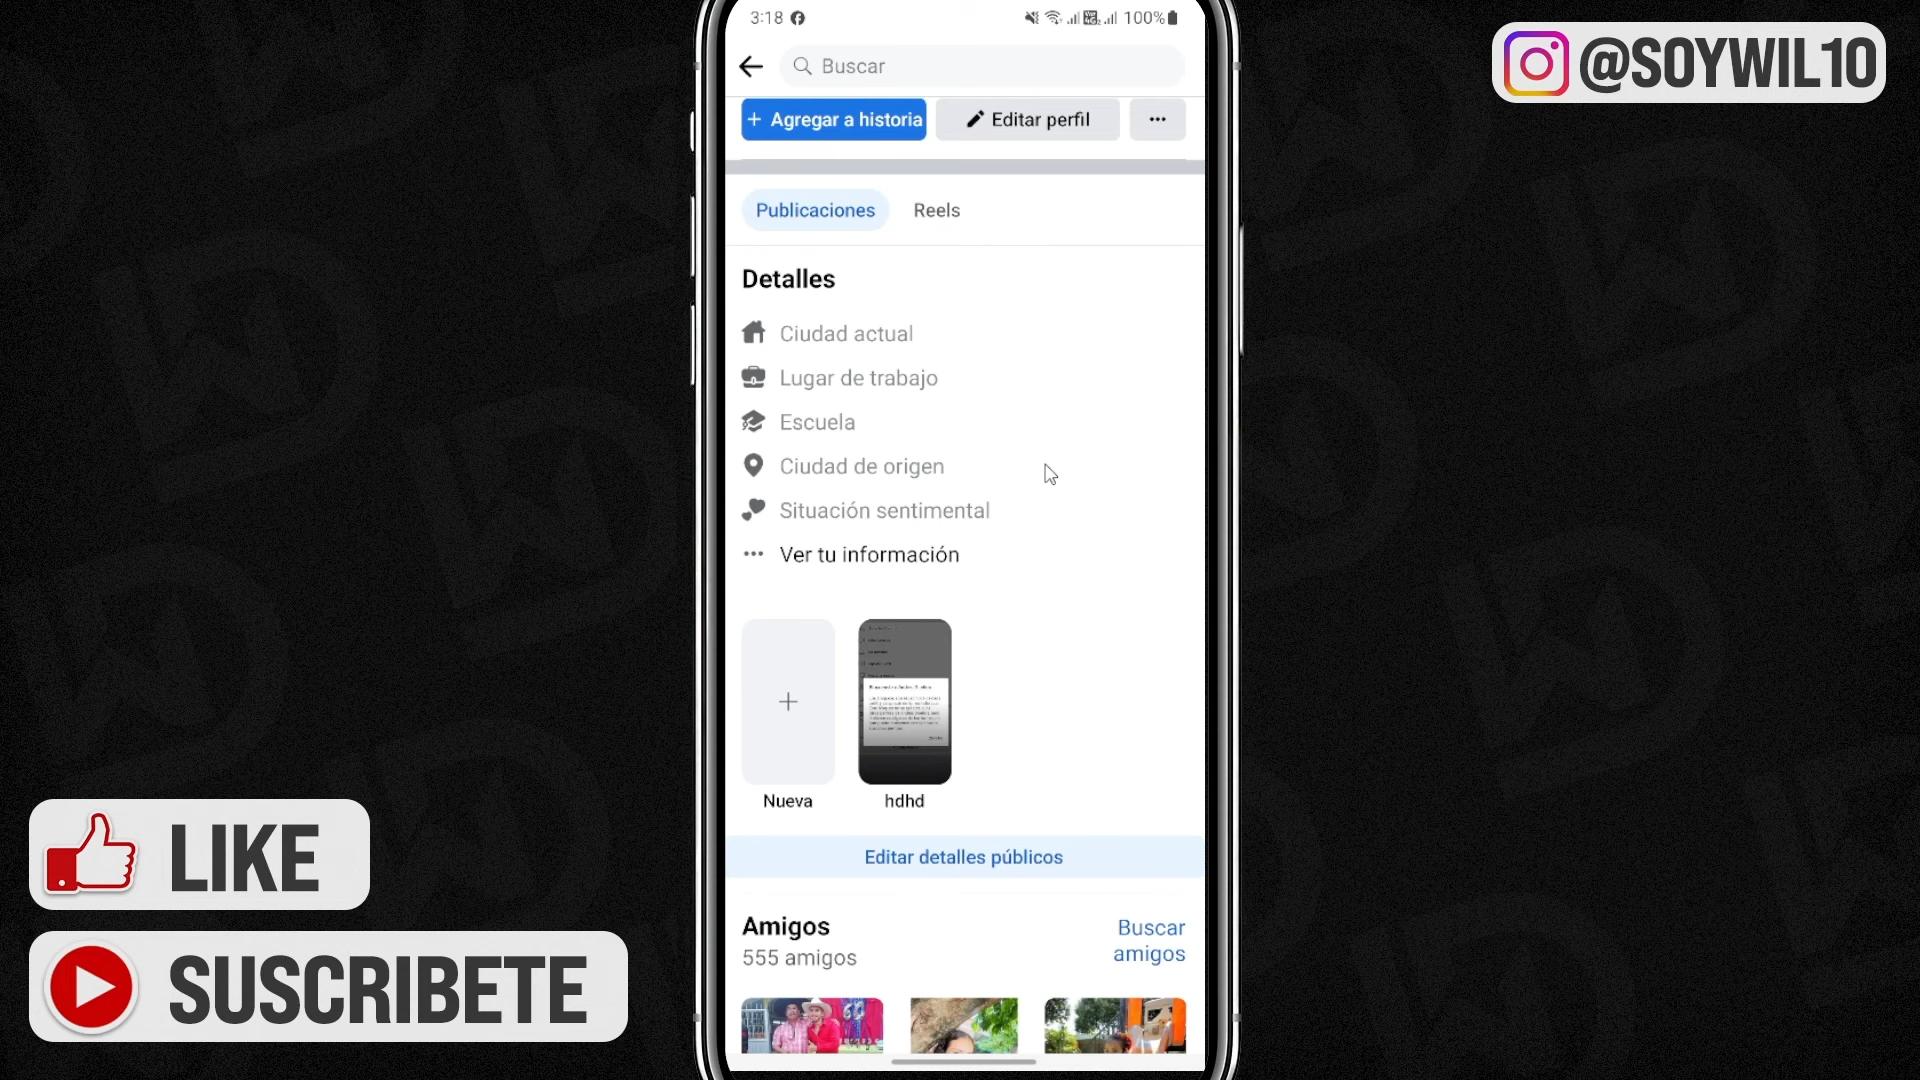 3:18
100%
@SOYWIL10
Buscar
+ Agregar a historia
Editar perfil
Publicaciones
Reels
Detalles
Ciudad actual
Lugar de trabajo
Escuela
Ciudad de origen
Situación sentimental
Ver tu información
Nueva
hdhd
LIKE
Editar detalles públicos
Amigos
555 amigos
Buscar
amigos
SUSCRIBETE